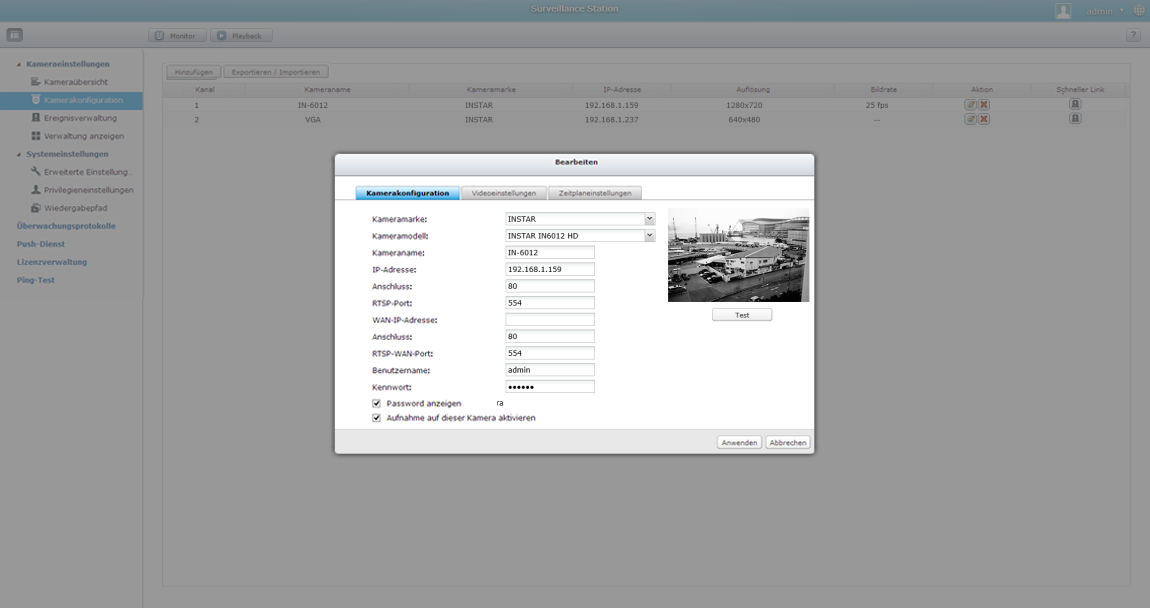 Surveillance Station
admin
Monitor
Playback
?
Kameraeinstellungen
Kameraübersicht
Kamerakonfiguration
Ereignisverwaltung
Verwaltung anzeigen
Systemeinstellungen
Erweiterte Einstellung...
Privilegieneinstellungen
Wiedergabepfad
Überwachungsprotokolle
Push-Dienst
Lizenzverwaltung
Ping-Test
Hinzufügen Exportieren / Importieren
Kanal Kameraname Kameramarke IP-Adresse Auflösung Bildrate Aktion Schneller Link
1 IN-6012 INSTAR 192.168.1.159 1280x720 25 fps
2 VGA INSTAR 192.168.1.237 640x480 --
Bearbeiten
Kamerakonfiguration Videoeinstellungen Zeitplaneinstellungen
Kameramarke: INSTAR
Kameramodell: INSTAR IN6012 HD
Kameraname: IN-6012
IP-Adresse: 192.168.1.159
Anschluss: 80
RTSP-Port: 554
WAN-IP-Adresse:
Anschluss: 80
RTSP-WAN-Port: 554
Benutzername: admin
Kennwort: ••••••
Password anzeigen ra
Aufnahme auf dieser Kamera aktivieren
Test
Anwenden Abbrechen